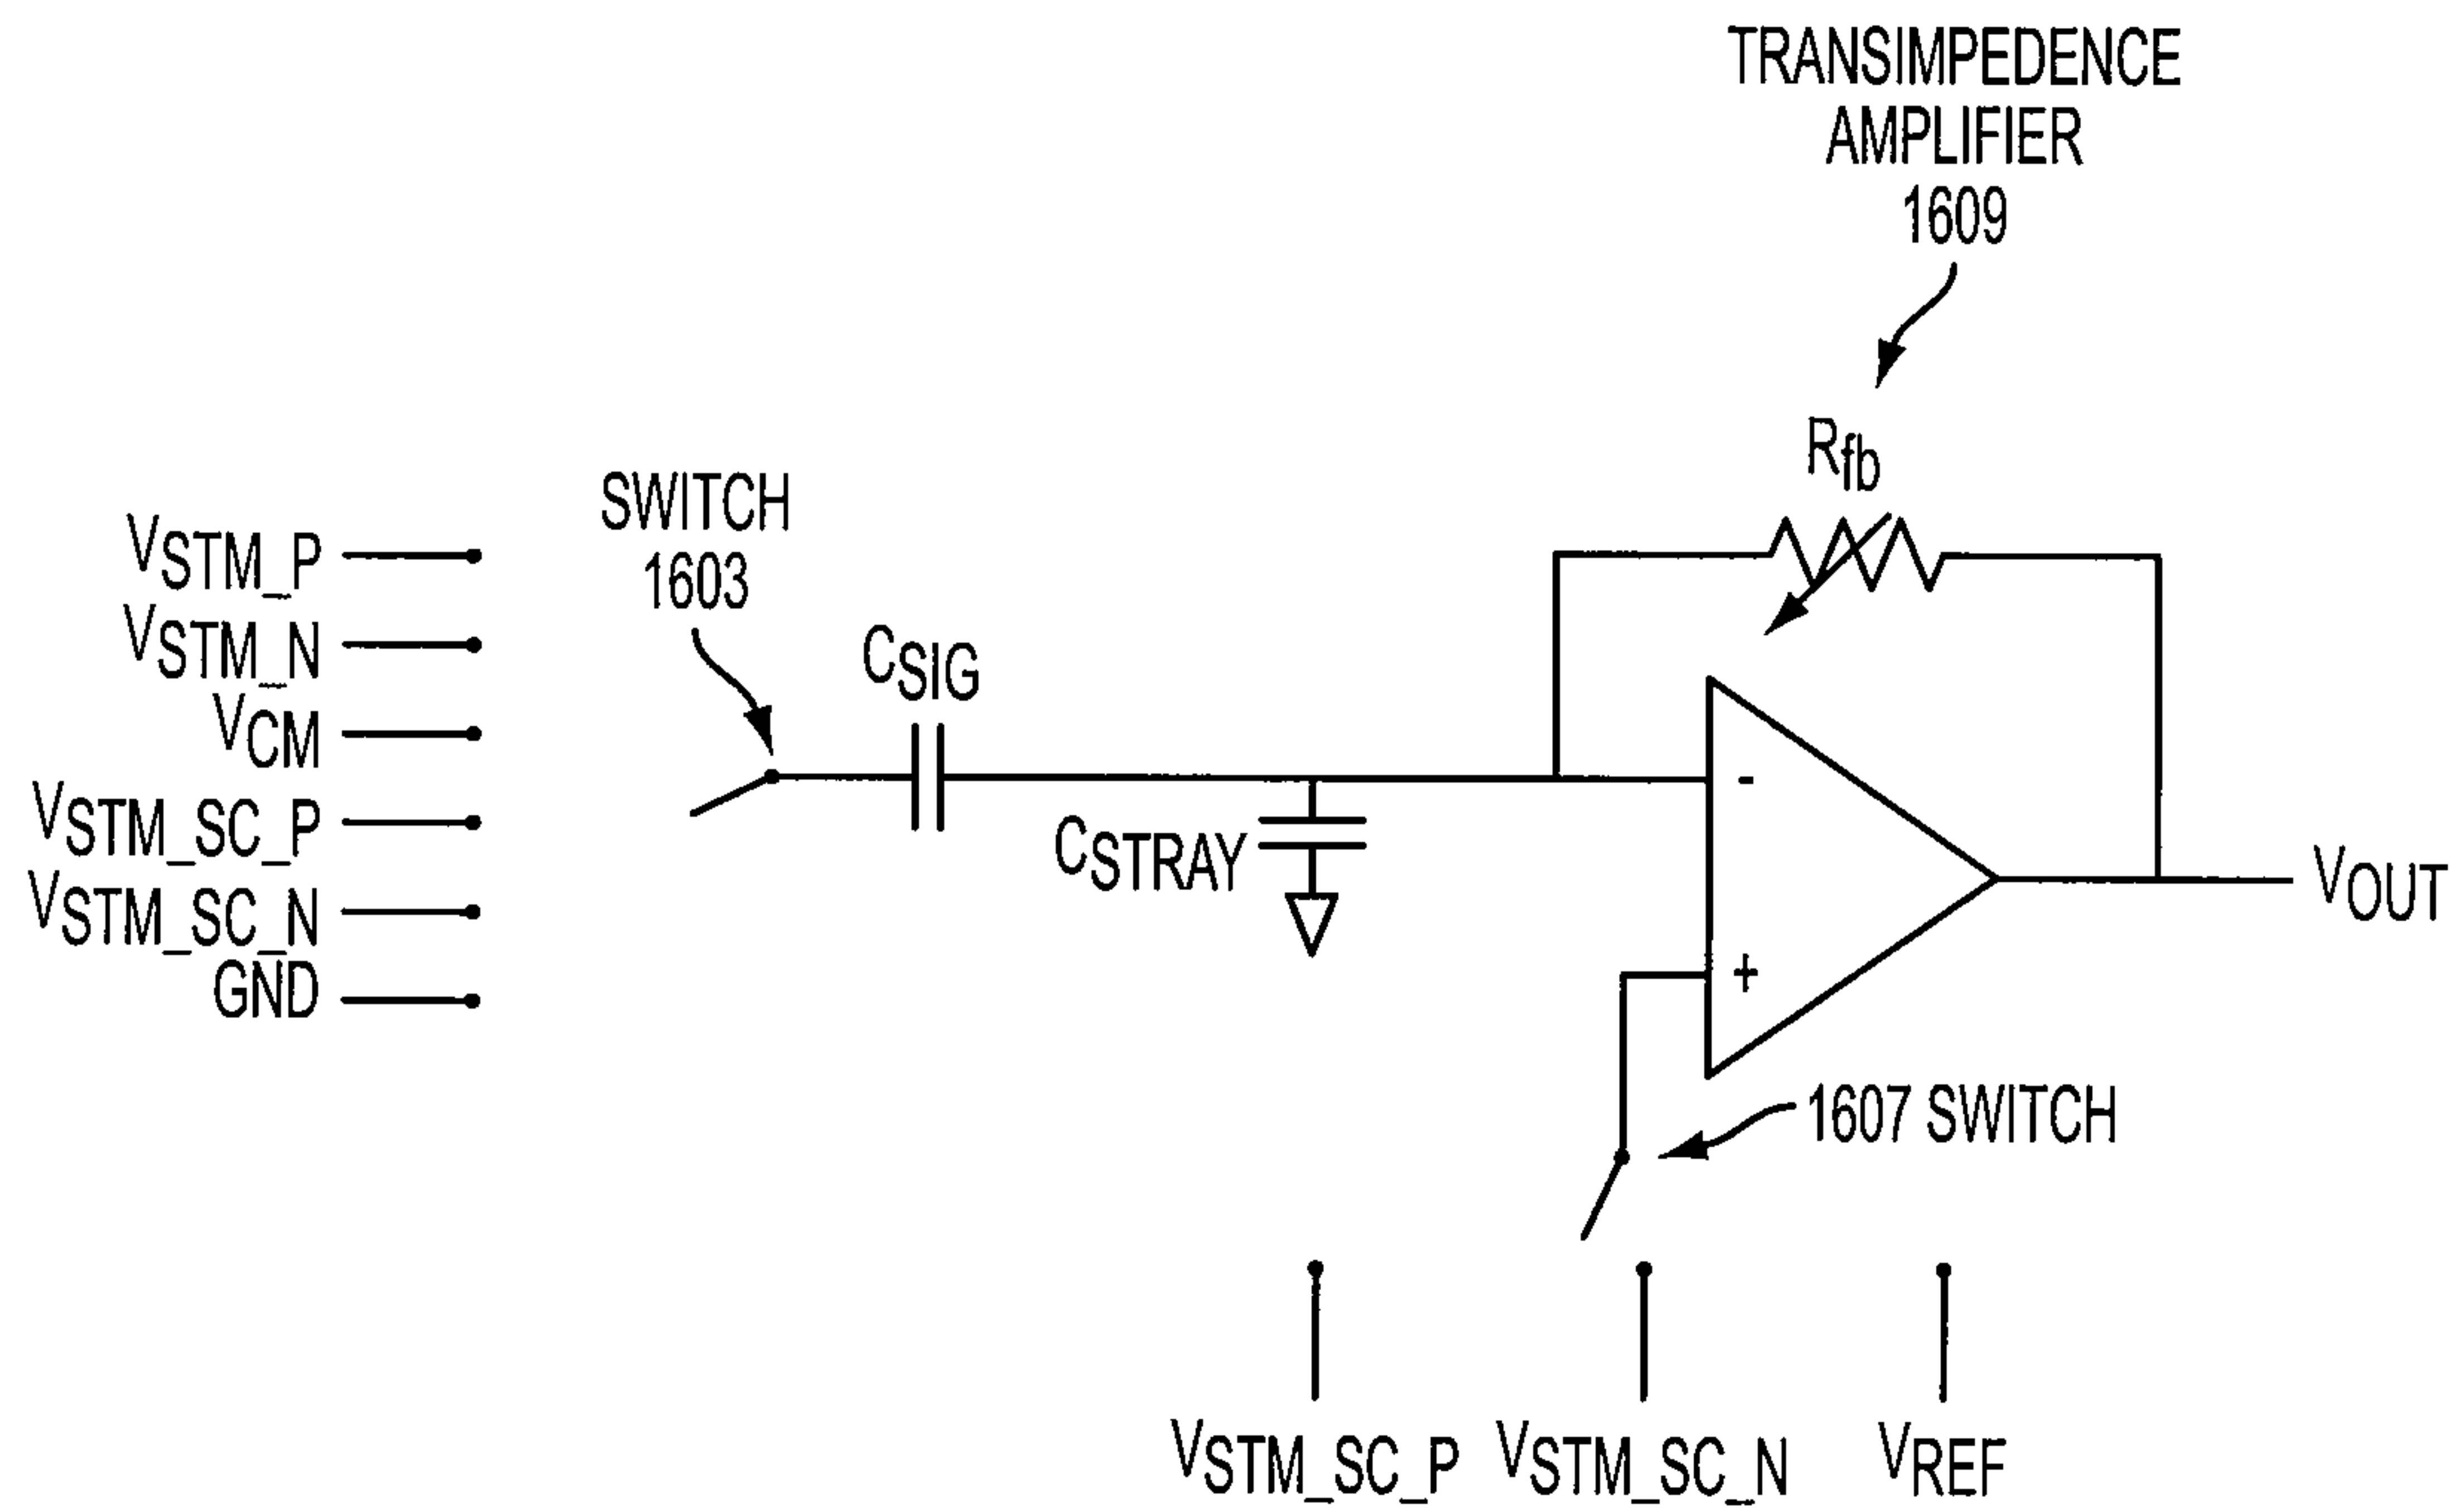 TRANSIMPEDENCE
AMPLIFIER
1609
Rfb
SWITCH
1603
VSTM_P
VSTM_N
VCM
VSTM_SC_P
VSTM_SC_N
GND
CSIG
CSTRAY
-
+
VOUT
1607 SWITCH
VSTM_SC_P
VSTM_SC_N
VREF